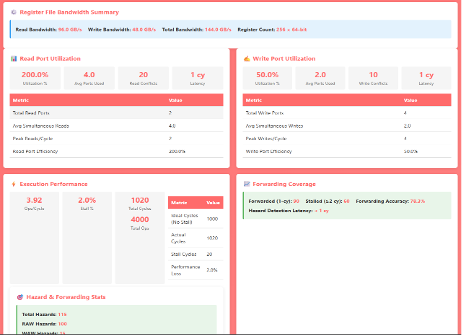 Register File Bandwidth Summary
Read Bandwidth: 96.0 GB/s Write Bandwidth: 48.0 GB/s Total Bandwidth: 144.0 GB/s Register Count: 256 × 64-bit
Read Port Utilization
200.0% 4.0 20 1 cy
Utilization % Avg Ports Used Read Conflicts Latency
Metric Value
Total Read Ports 2
Avg Simultaneous Reads 4.0
Peak Reads/Cycle
Read Port Efficiency 200.0%
Write Port Utilization
50.0% 2.0 10 1 cy
Utilization % Avg Ports Used Write Conflicts Latency
Metric Value
Total Write Ports 4
Avg Simultaneous Writes 2.0
Peak Writes/Cycle
Write Port Efficiency 50.0%
Execution Performance
3.92 2.0% 1020
Ops/Cycle Stall % Total Cycles
4000
Total Ops
Metric Value
Ideal Cycles (No Stall) 1000
Actual Cycles 1020
Stall Cycles 20
Performance Loss 2.0%
Hazard & Forwarding Stats
Total Hazards: 115
RAW Hazards: 100
Forwarding Coverage
Forwarded (1-cy): 90 Stalled (≥2 cy): Forwarding Accuracy: 78.3%
Hazard Detection Latency: < 1 cy